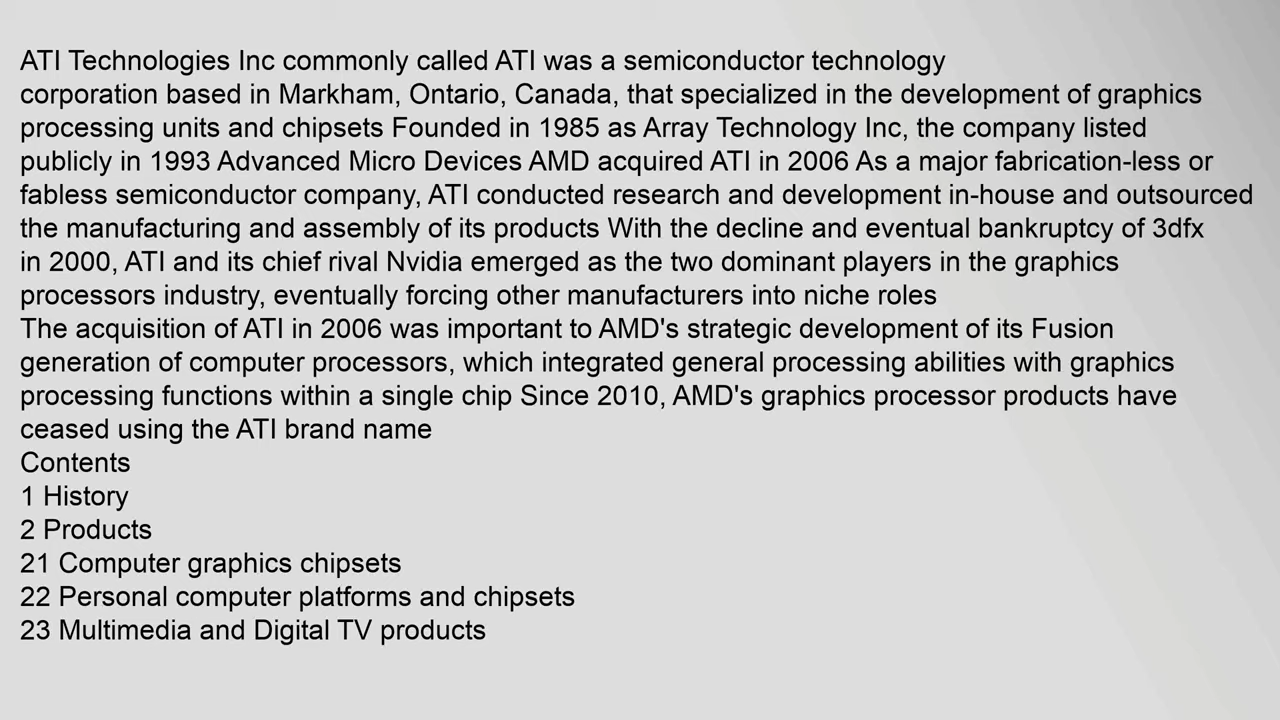 ATI Technologies Inc commonly called ATI was a semiconductor technology
corporation based in Markham, Ontario, Canada, that specialized in the development of graphics
processing units and chipsets Founded in 1985 as Array Technology Inc, the company listed
publicly in 1993 Advanced Micro Devices AMD acquired ATI in 2006 As a major fabrication-less or
fabless semiconductor company, ATI conducted research and development in-house and outsourced
the manufacturing and assembly of its products With the decline and eventual bankruptcy of 3dfx
in 2000, ATI and its chief rival Nvidia emerged as the two dominant players in the graphics
processors industry, eventually forcing other manufacturers into niche roles
The acquisition of ATI in 2006 was important to AMD's strategic development of its Fusion
generation of computer processors, which integrated general processing abilities with graphics
processing functions within a single chip Since 2010, AMD's graphics processor products have
ceased using the ATI brand name
Contents
1 History
2 Products
21 Computer graphics chipsets
22 Personal computer platforms and chipsets
23 Multimedia and Digital TV products